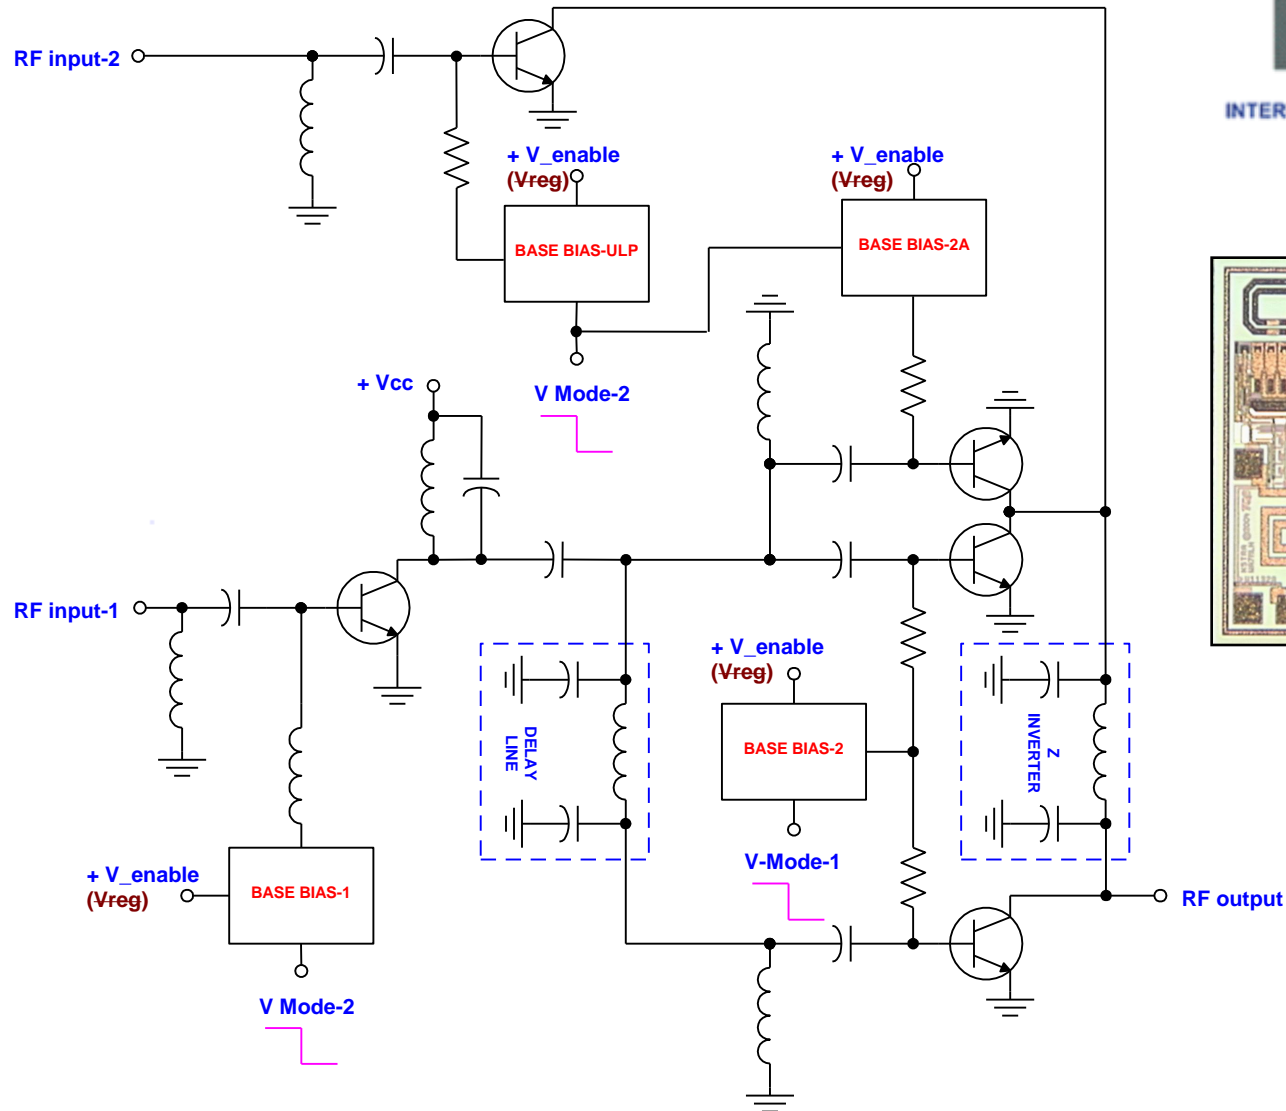 RF input-2
INTER
+ V_enable
(Vreg)
BASE BIAS-ULP
+ V_enable
(Vreg)
BASE BIAS-2A
V Mode-2
+ Vcc
RF input-1
DELAY
LINE
+ V_enable
(Vreg)
BASE BIAS-2
V-Mode-1
Z
INVERTER
+ V_enable
(Vreg)
BASE BIAS-1
V Mode-2
RF output